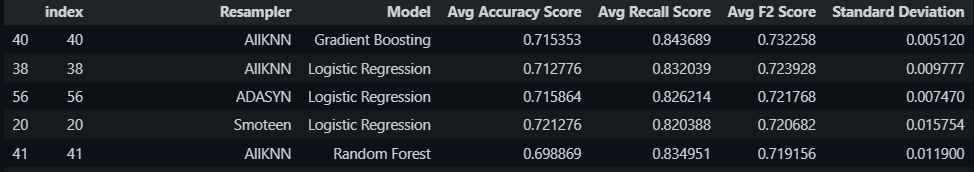 index Resampler Model Avg Accuracy Score Avg Recall Score Avg F2 Score Standard Deviation
40 40 AllKNN Gradient Boosting 0.715353 0.843689 0.732258 0.005120
38 38 AllKNN Logistic Regression 0.712776 0.832039 0.723928 0.009777
56 56 ADASYN Logistic Regression 0.715864 0.826214 0.721768 0.007470
20 20 Smoteen Logistic Regression 0.721276 0.820388 0.720682 0.015754
41 41 AllKNN Random Forest 0.698869 0.834951 0.719156 0.011900